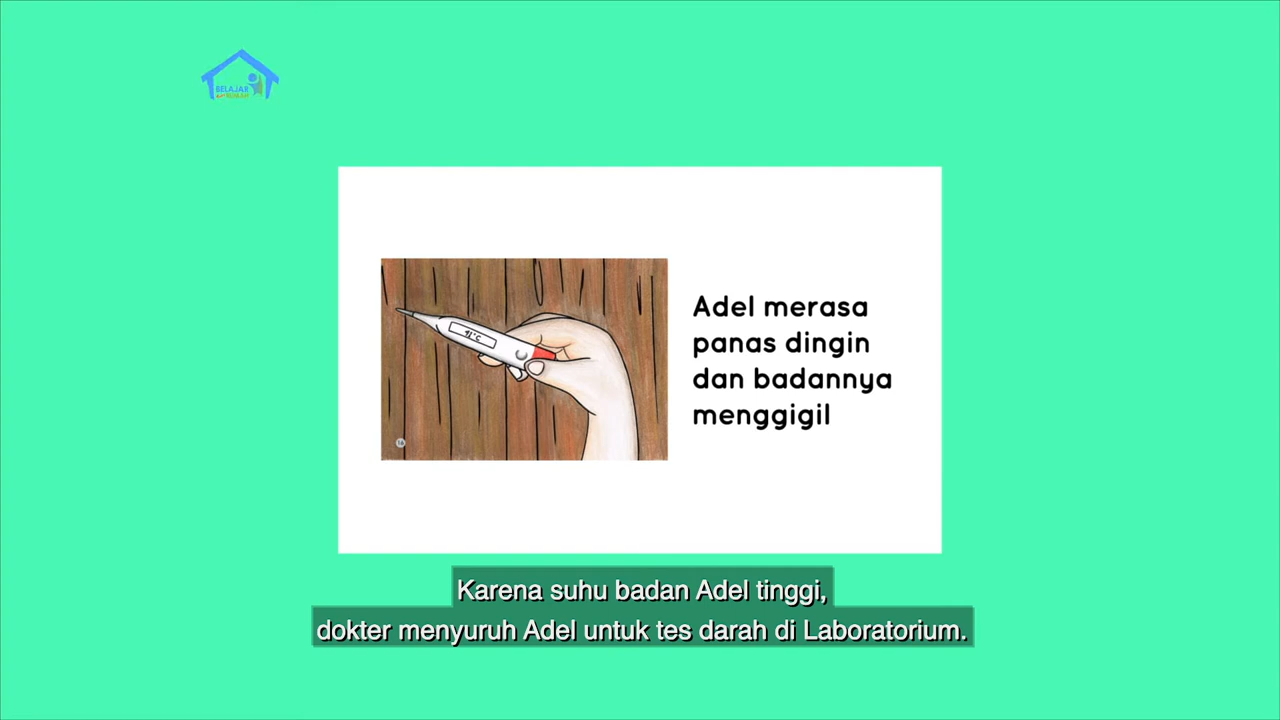 BELAJAR
Adel merasa
panas dingin
dan badannya
menggigil
16
Karena suhu badan Adel tinggi,
dokter menyuruh Adel untuk tes darah di Laboratorium.